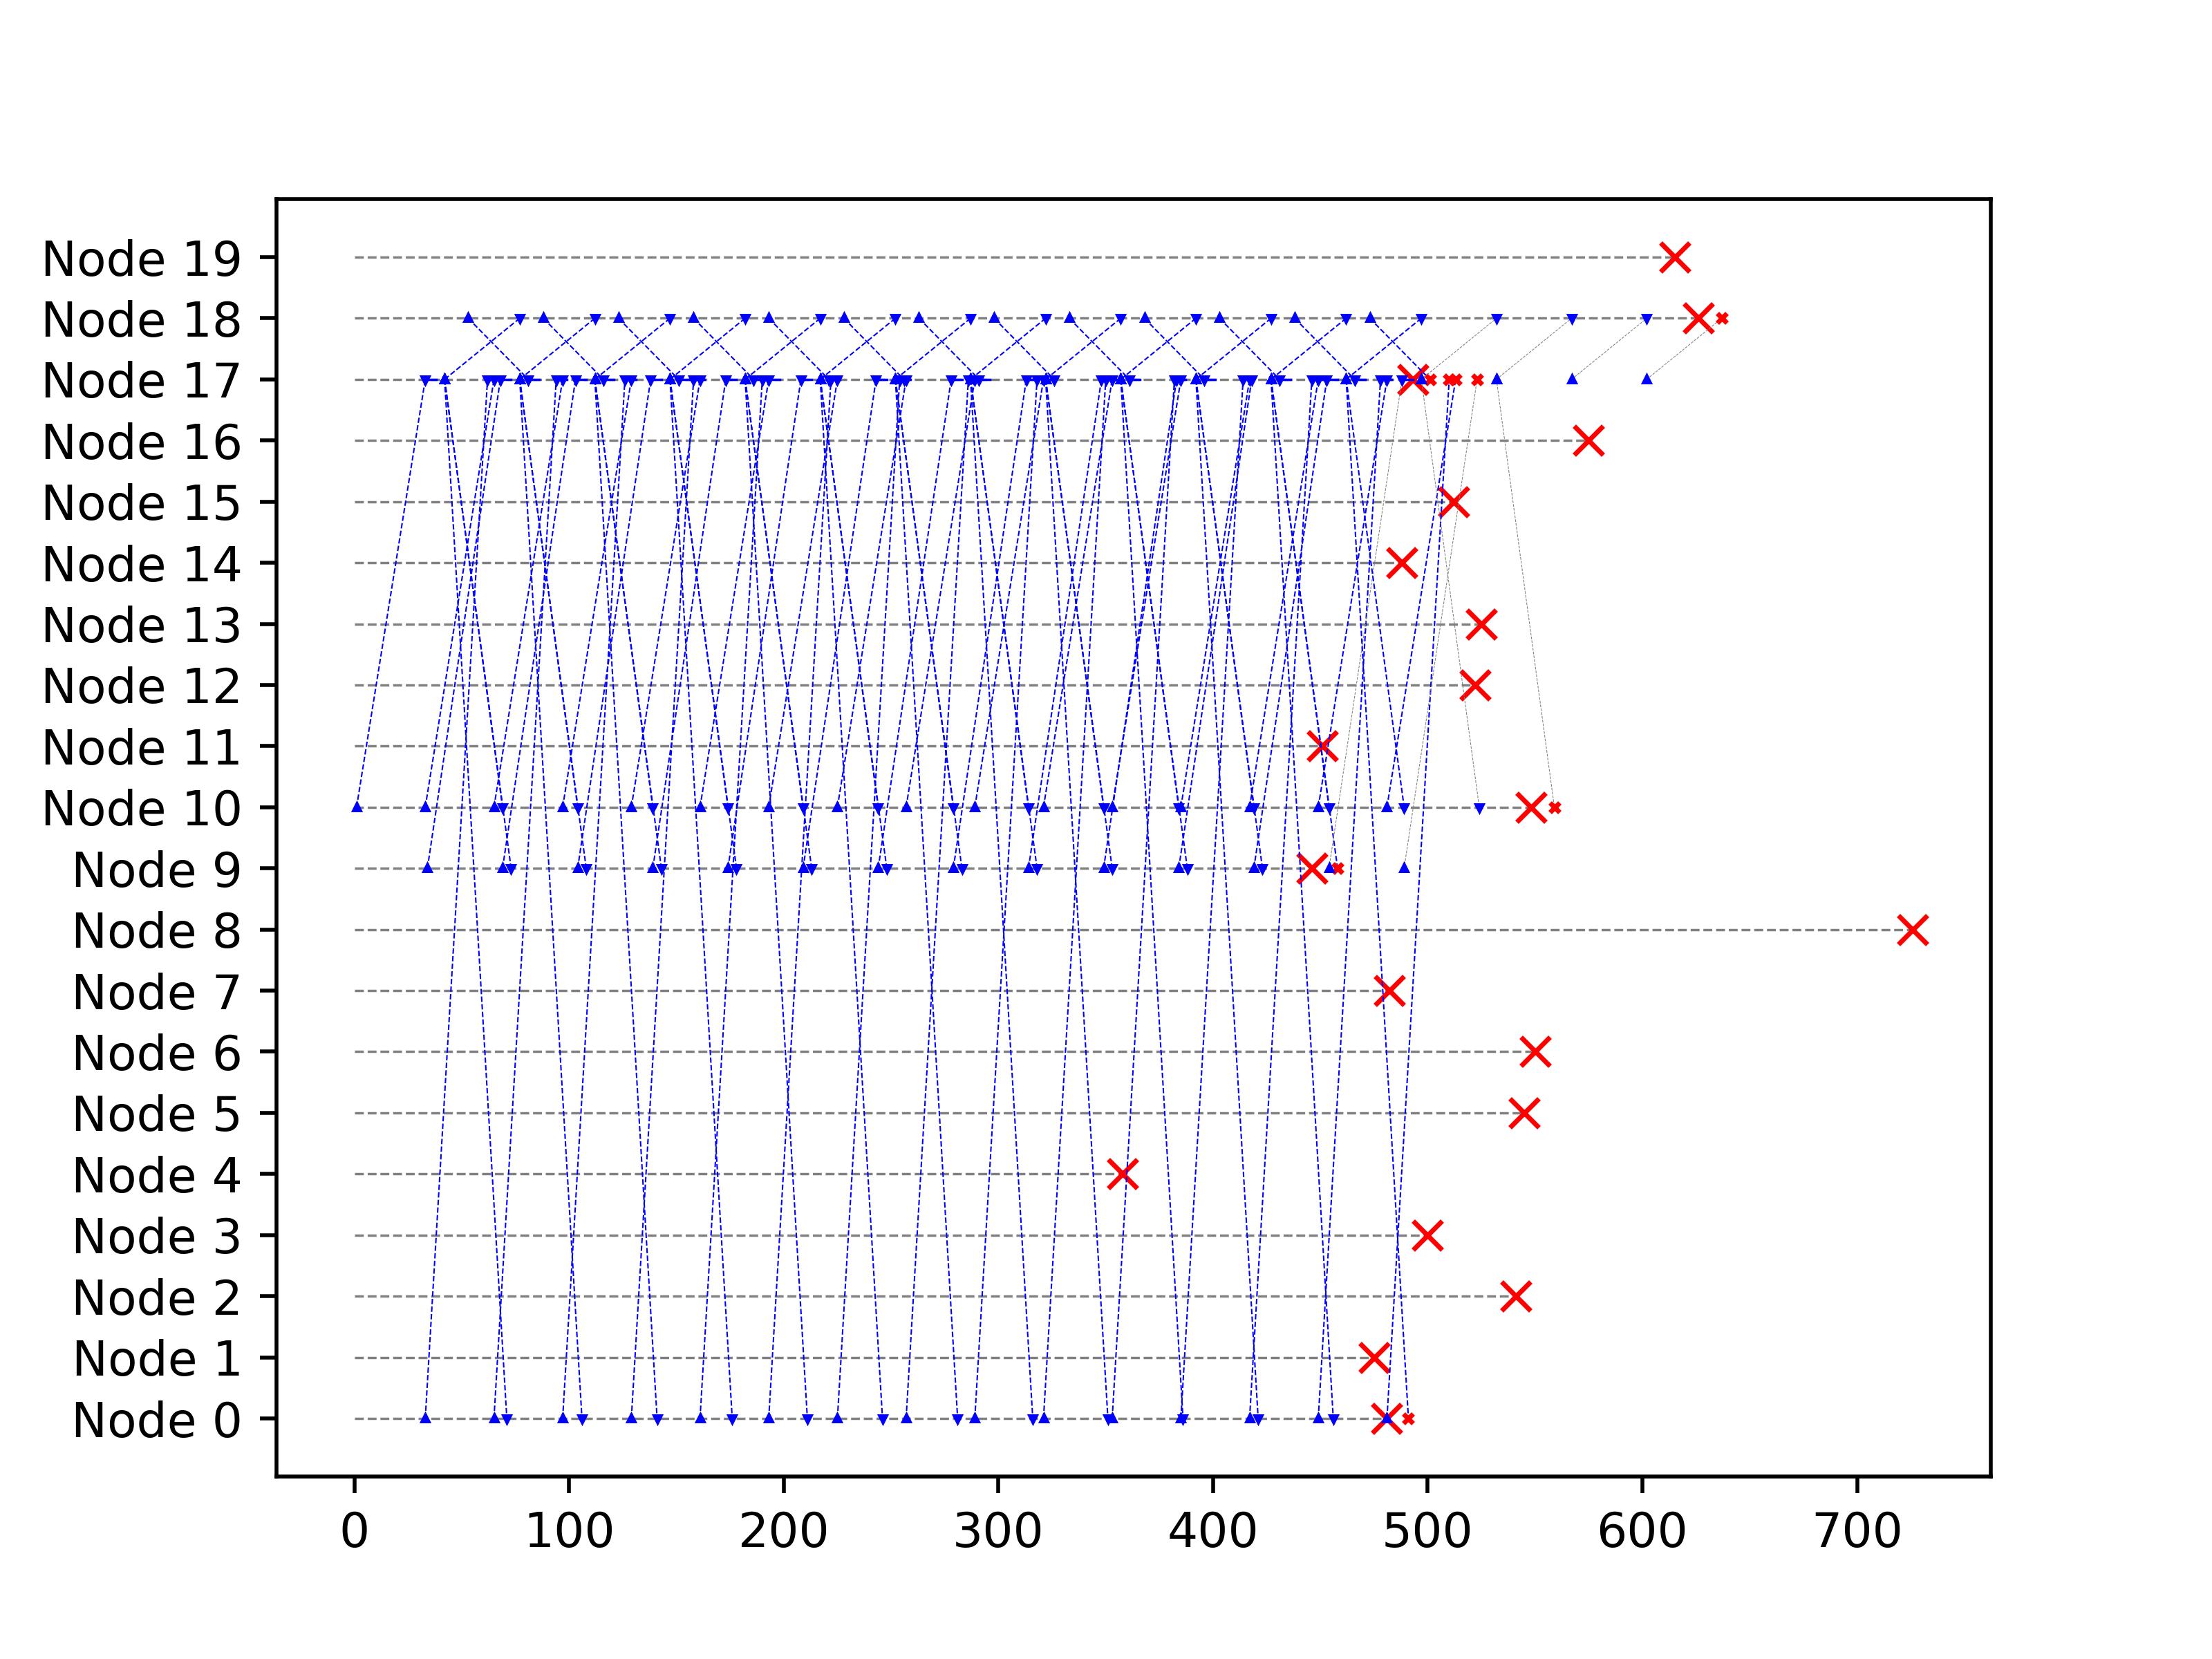 Node 19
Node 18
Node 17
Node 16
Node 15
Node 14
Node 13
Node 12
Node 11
Node 10
Node 9
Node 8
Node 7
Node 6
Node 5
Node 4
Node 3
Node 2
Node 1
Node 0
0 100 200 300 400 500 600 700